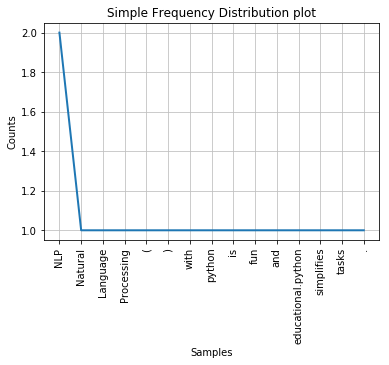 Simple Frequency Distribution plot
2.0
1.8
1.6
1.4
1.2
1.0
Counts
NLP
Natural
Language
Processing
(
)
with
python
is
fun
and
educational.python
simplifies
tasks
.
Samples